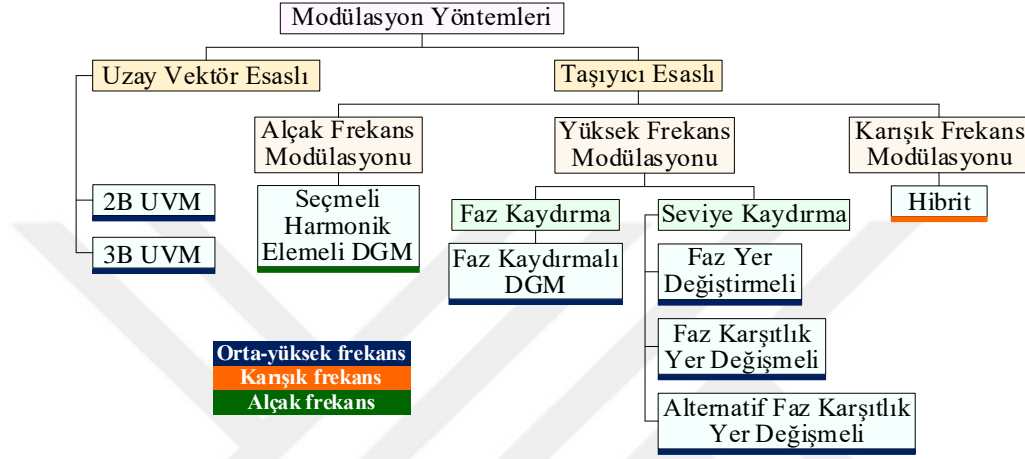 Modülasyon Yöntemleri
Uzay Vektör Esaslı
Taşıyıcı Esaslı
2B UVM
3B UVM
Alçak Frekans
Modülasyonu
Seçmeli
Harmonik
Elemeli DGM
Yüksek Frekans
Modülasyonu
Faz Kaydırma
Faz Kaydırmalı
DGM
Seviye Kaydırma
Faz Yer
Değiştirmeli
Faz Karşıtlık
Yer Değişmeli
Alternatif Faz Karşıtlık
Yer Değişmeli
Karışık Frekans
Modülasyonu
Hibrit
Orta-yüksek frekans
Karışık frekans
Alçak frekans